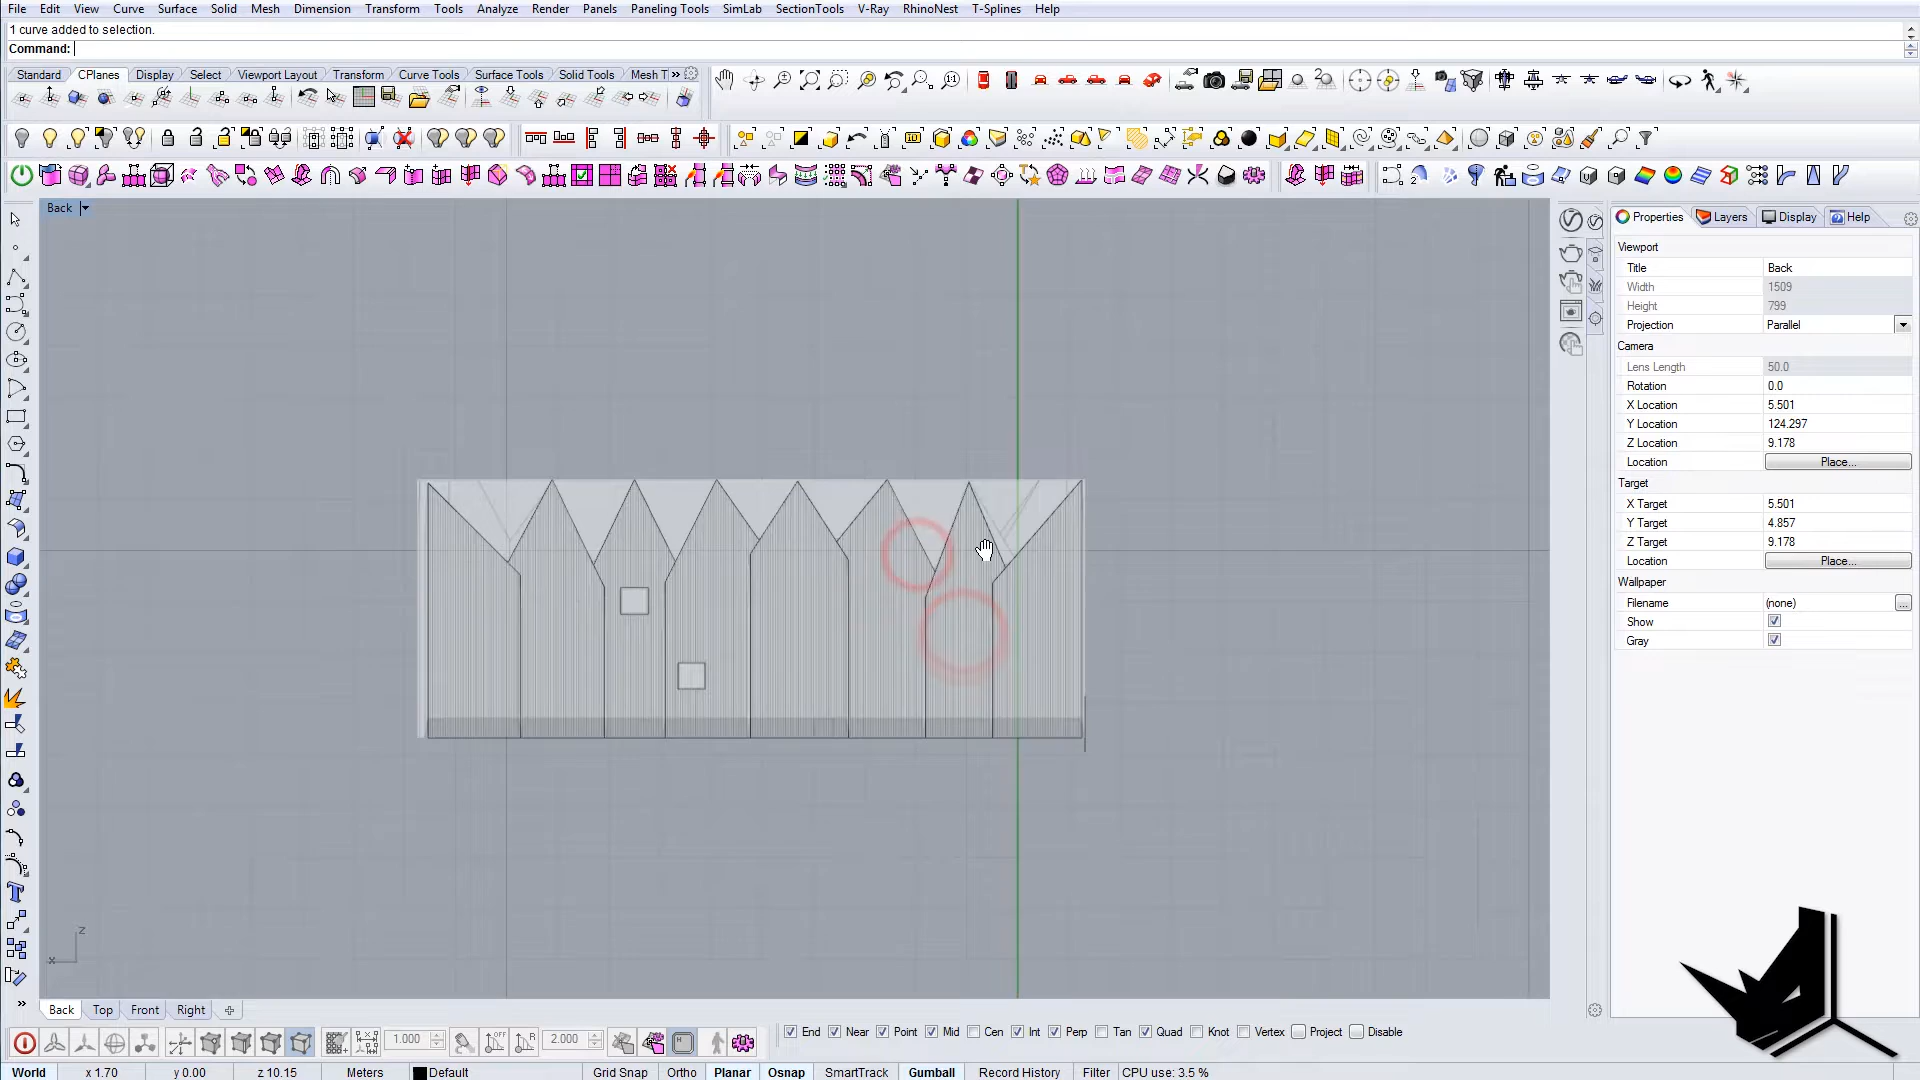 File Edit View Curve Surface Solid Mesh Dimension Transform Tools Analyze Render Panels Paneling Tools SimLab SectionTools V-Ray RhinoNest T-Splines Help
1 curve added to selection.
Command:
Standard CPlanes Display Select Viewport Layout Transform Curve Tools Surface Tools Solid Tools Mesh T
Back
Properties Layers Display Help
Viewport
Title Back
Width 1509
Height 799
Projection Parallel
Camera
Lens Length 50.0
Rotation 0.0
X Location 5.501
Y Location 124.297
Z Location 9.178
Location Place...
Target
X Target 5.501
Y Target 4.857
Z Target 9.178
Location Place...
Wallpaper
Filename (none) ...
Show
Gray
z
x
Back Top Front Right
1.000 2.000 End Near Point Mid Cen Int Perp Tan Quad Knot Vertex Project Disable
World x 1.70 y 0.00 z 10.15 Meters Default Grid Snap Ortho Planar Osnap SmartTrack Gumball Record History Filter CPU use: 3.5 %